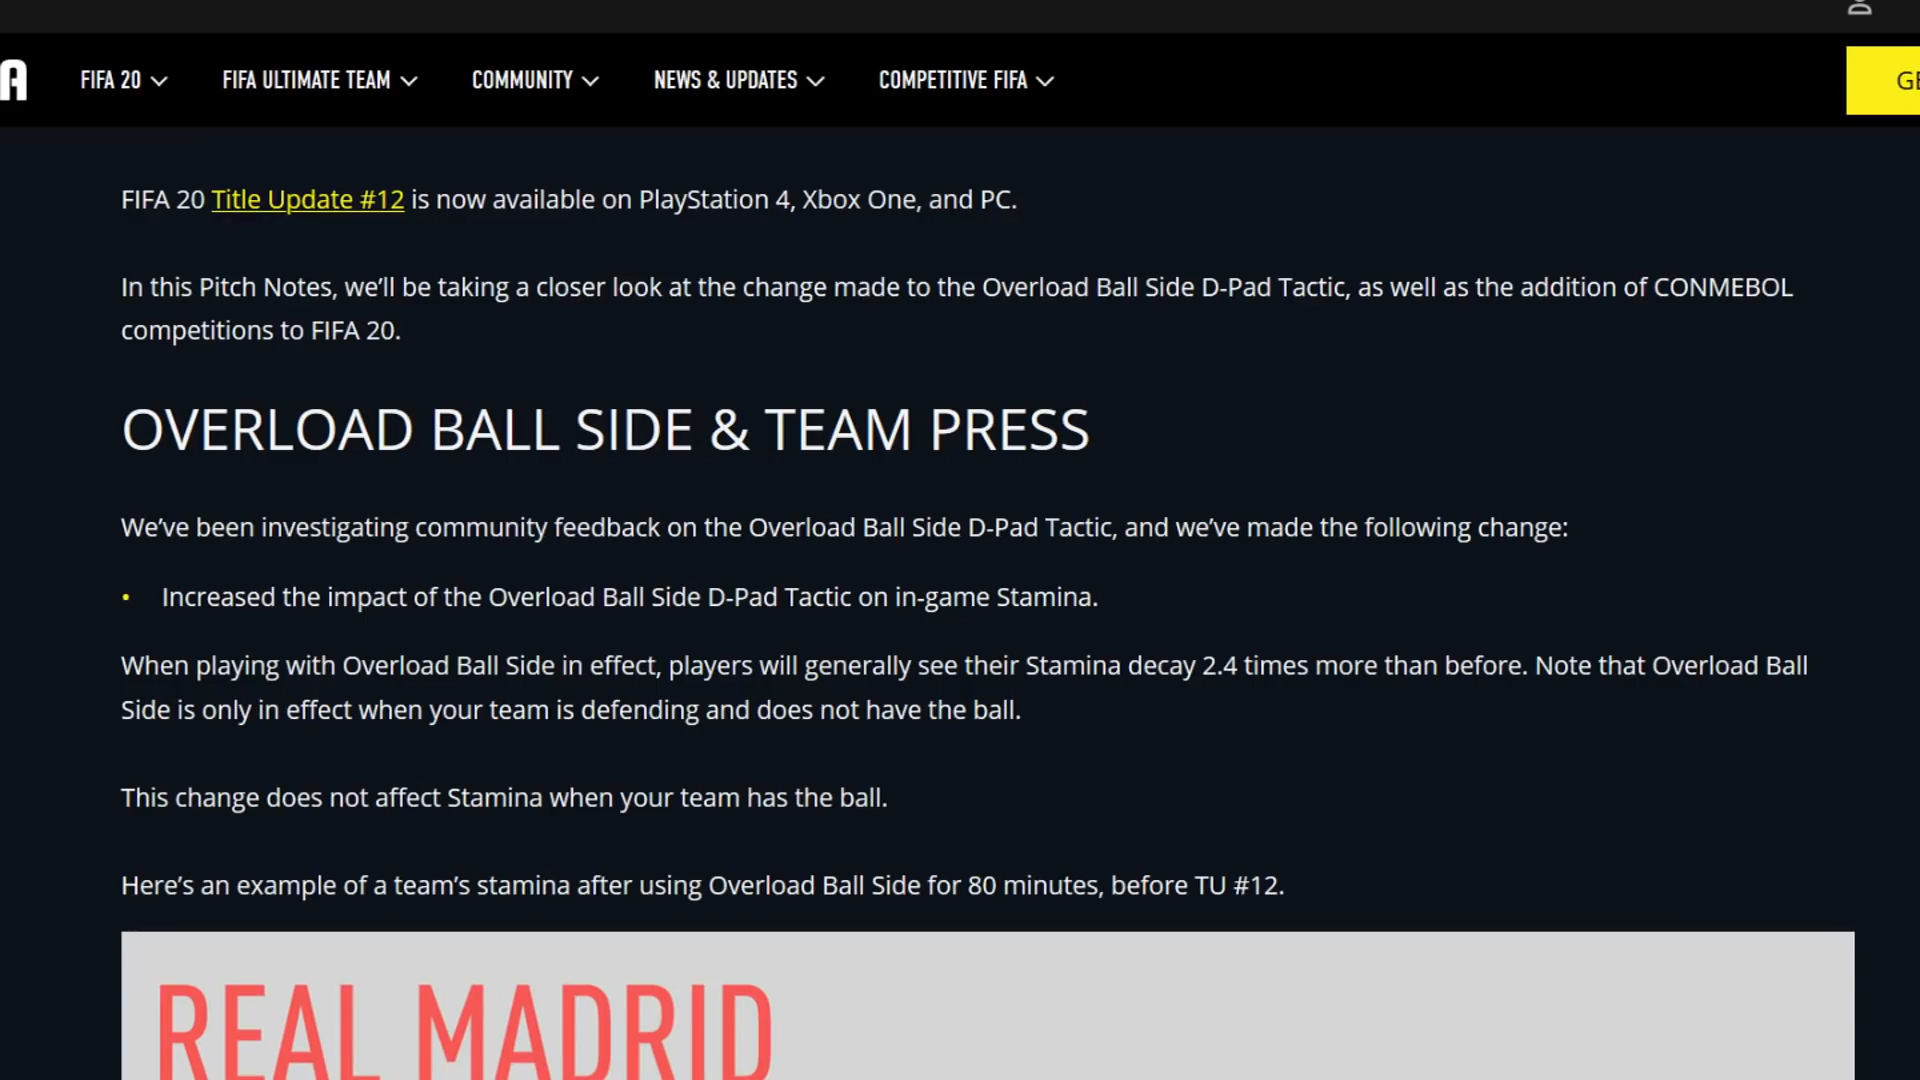 A FIFA 20 FIFA ULTIMATE TEAM COMMUNITY NEWS & UPDATES COMPETITIVE FIFA GE
FIFA 20 Title Update #12 is now available on PlayStation 4, Xbox One, and PC.
In this Pitch Notes, we’ll be taking a closer look at the change made to the Overload Ball Side D-Pad Tactic, as well as the addition of CONMEBOL
competitions to FIFA 20.
OVERLOAD BALL SIDE & TEAM PRESS
We’ve been investigating community feedback on the Overload Ball Side D-Pad Tactic, and we’ve made the following change:
• Increased the impact of the Overload Ball Side D-Pad Tactic on in-game Stamina.
When playing with Overload Ball Side in effect, players will generally see their Stamina decay 2.4 times more than before. Note that Overload Ball
Side is only in effect when your team is defending and does not have the ball.
This change does not affect Stamina when your team has the ball.
Here’s an example of a team’s stamina after using Overload Ball Side for 80 minutes, before TU #12.
REAL MADRID